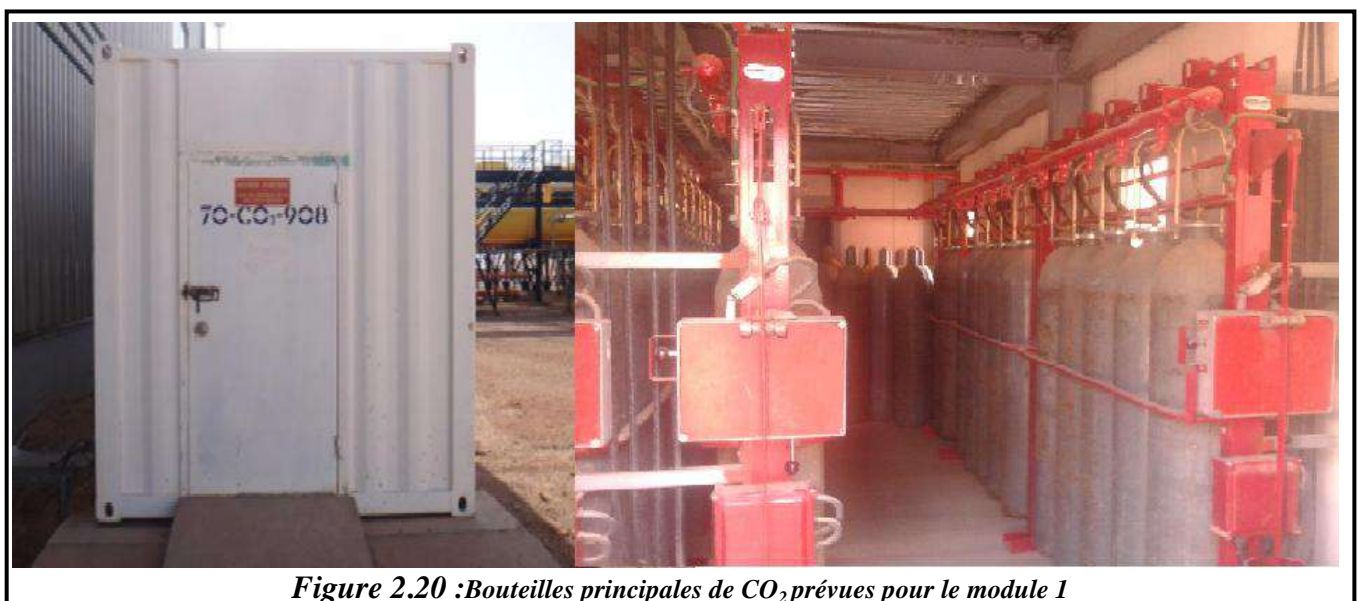 70-CO₂-908
Figure 2.20 :Bouteilles principales de CO₂ prévues pour le module 1